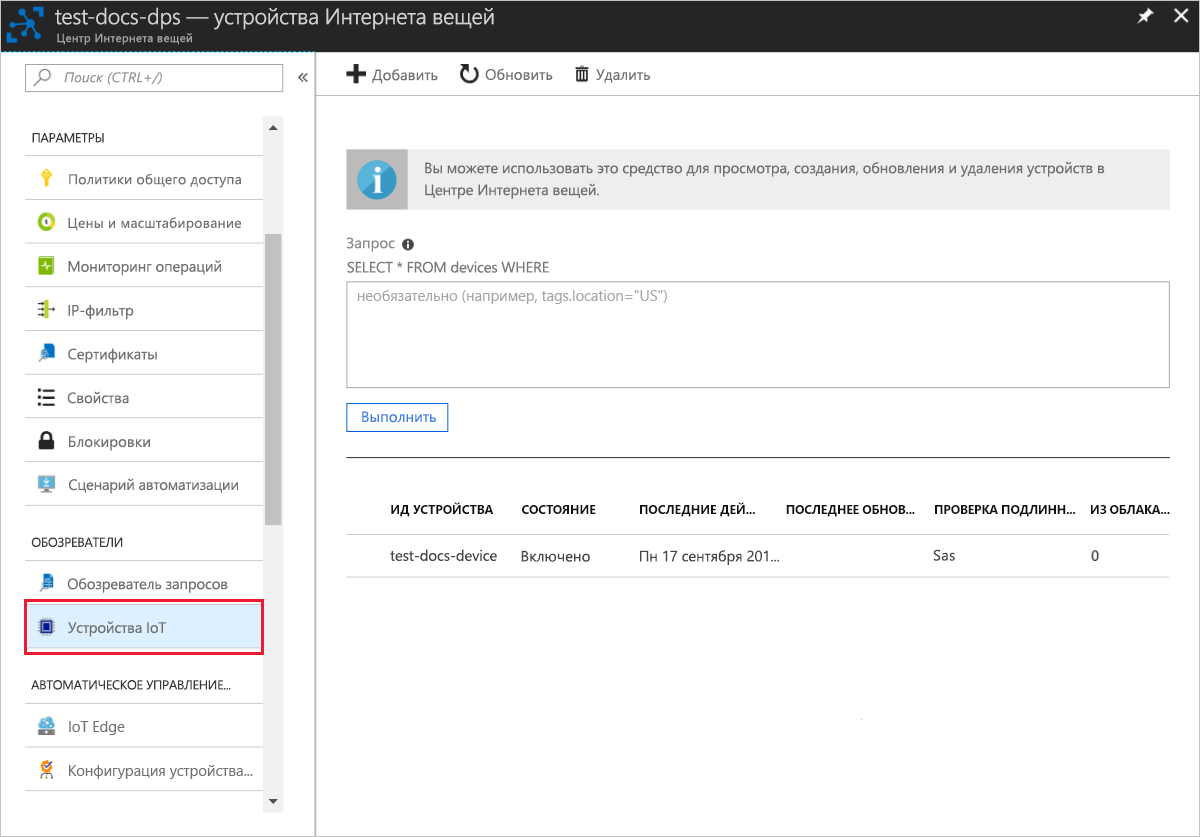 test-docs-dps — устройства Интернета вещей
Центр Интернета вещей
Поиск (CTRL+/)
«
ПАРАМЕТРЫ
Политики общего доступа
Цены и масштабирование
Мониторинг операций
IP-фильтр
Сертификаты
Свойства
Блокировки
Сценарий автоматизации
ОБОЗРЕВАТЕЛИ
Обозреватель запросов
Устройства IoT
АВТОМАТИЧЕСКОЕ УПРАВЛЕНИЕ...
IoT Edge
Конфигурация устройства...
Добавить Обновить Удалить
Вы можете использовать это средство для просмотра, создания, обновления и удаления устройств в
Центре Интернета вещей.
Запрос
SELECT * FROM devices WHERE
необязательно (например, tags.location="US")
Выполнить
ИД УСТРОЙСТВА СОСТОЯНИЕ ПОСЛЕДНИЕ ДЕЙ... ПОСЛЕДНЕЕ ОБНОВ... ПРОВЕРКА ПОДЛИНН... ИЗ ОБЛАКА...
test-docs-device Включено Пн 17 сентября 201... Sas 0